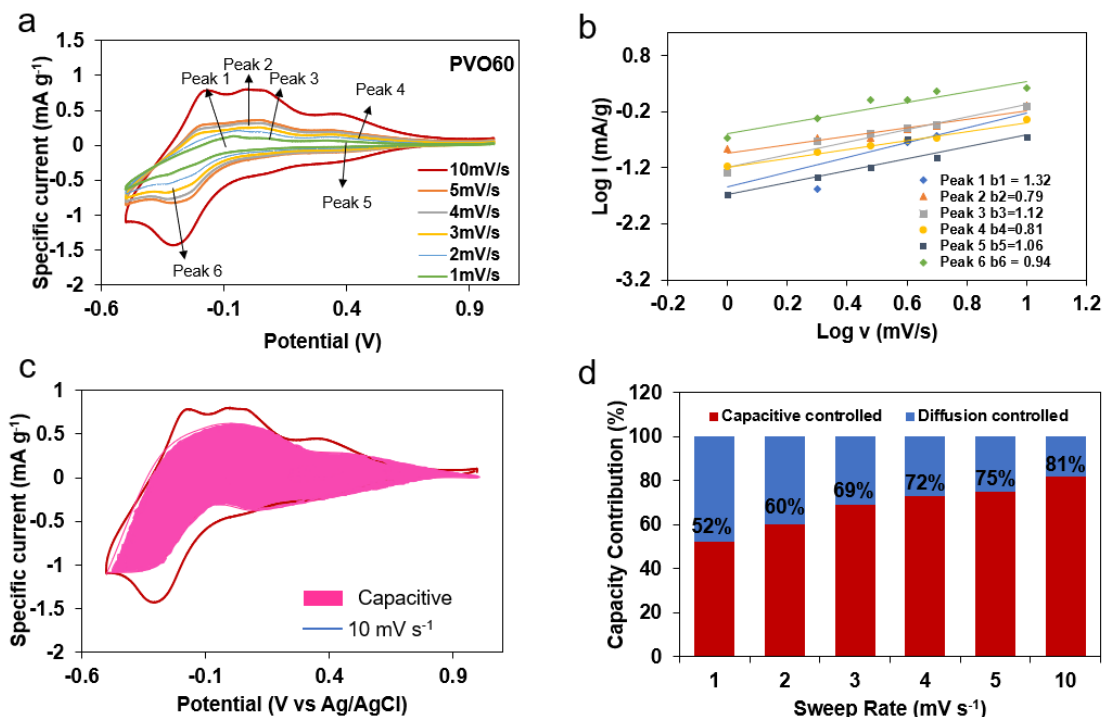 a
PVO60
Specific current (mA g-1)
1.5
1
0.5
0
-0.5
-1
-1.5
-2
Peak 1
Peak 2
Peak 3
Peak 4
Peak 5
Peak 6
10mV/s
5mV/s
4mV/s
3mV/s
2mV/s
1mV/s
-0.6 -0.1 0.4 0.9
Potential (V)
b
Log I (mA/g)
0.8
-0.2
-1.2
-2.2
-3.2
Peak 1 b1 = 1.32
Peak 2 b2=0.79
Peak 3 b3=1.12
Peak 4 b4=0.81
Peak 5 b5=1.06
Peak 6 b6 = 0.94
-0.2 0 0.2 0.4 0.6 0.8 1 1.2
Log v (mV/s)
c
Specific current (mA g-1)
1
0.5
0
-0.5
-1
-1.5
-2
Capacitive
10 mV s-1
-0.6 -0.1 0.4 0.9
Potential (V vs Ag/AgCl)
d
Capacity Contribution (%)
120
100
80
60
40
20
0
Capacitive controlled Diffusion controlled
52% 60% 69% 72% 75% 81%
1 2 3 4 5 10
Sweep Rate (mV s-1)